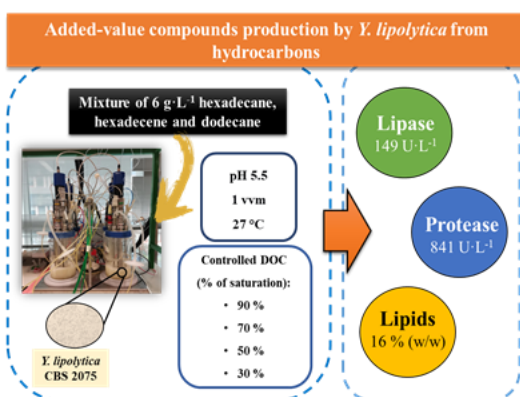 Added-value compounds production by Y. lipolytica from
hydrocarbons
Mixture of 6 g·L⁻¹ hexadecane,
hexadecene and dodecane
pH 5.5
1 vvm
27 °C
Controlled DOC
(% of saturation):
• 90 %
• 70 %
• 50 %
• 30 %
Y. lipolytica
CBS 2075
Lipase
149 U·L⁻¹
Protease
841 U·L⁻¹
Lipids
16 % (w/w)